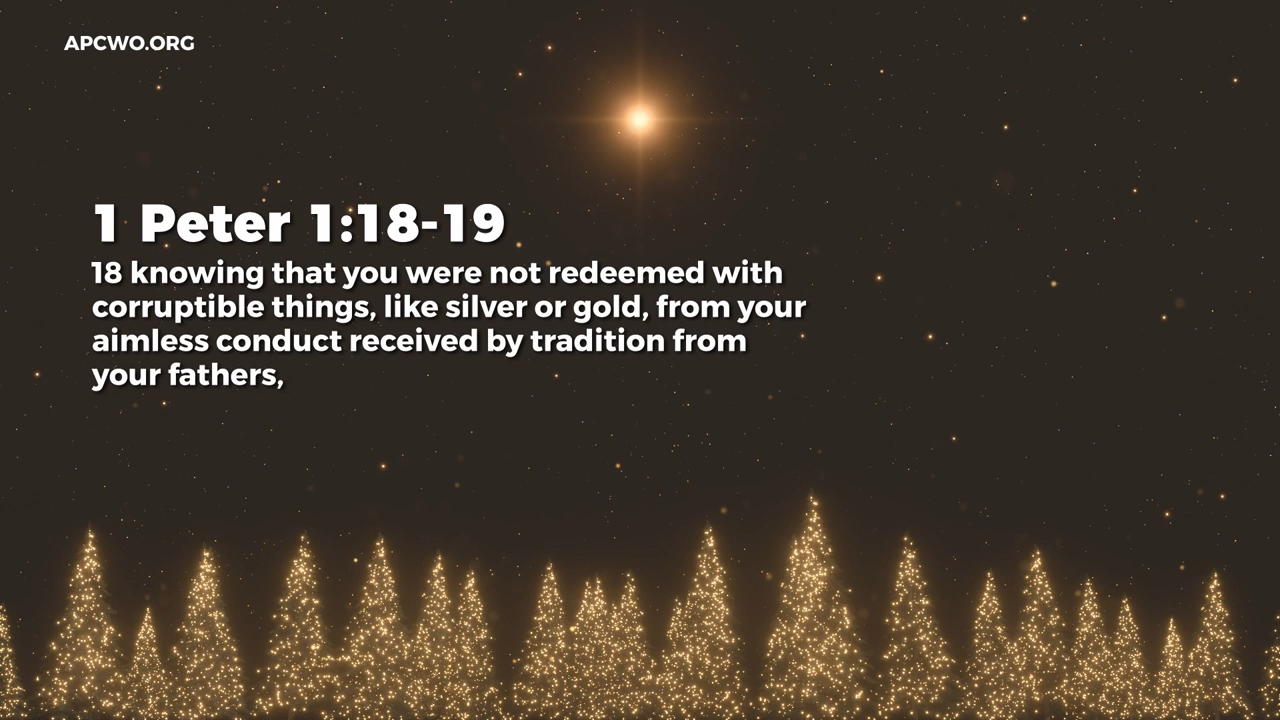 APCWO.ORG
1 Peter 1:18-19
18 knowing that you were not redeemed with
corruptible things, like silver or gold, from your
aimless conduct received by tradition from
your fathers,